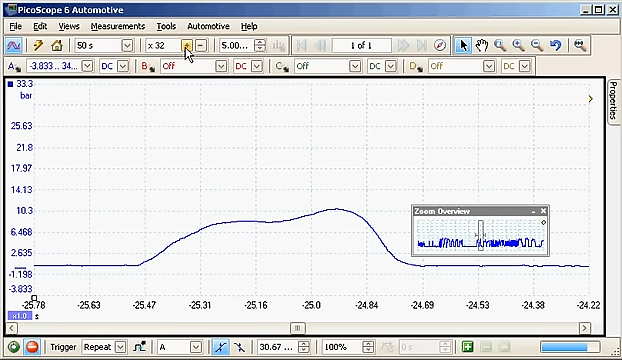 PicoScope 6 Automotive
File Edit Views Measurements Tools Automotive Help
50 s x 32 5.00... 1 of 1
A -3.833 .. 34... DC B Off DC C Off DC D Off DC
33.3
bar
25.63
21.8
17.97
14.13
10.3
6.468
2.635
-1.198
-3.833
Properties
Zoom Overview
-25.78 -25.63 -25.47 -25.31 -25.16 -25.0 -24.84 -24.69 -24.53 -24.38 -24.22
x1.0 s
Trigger Repeat A 30.67 ... 100% 0 s